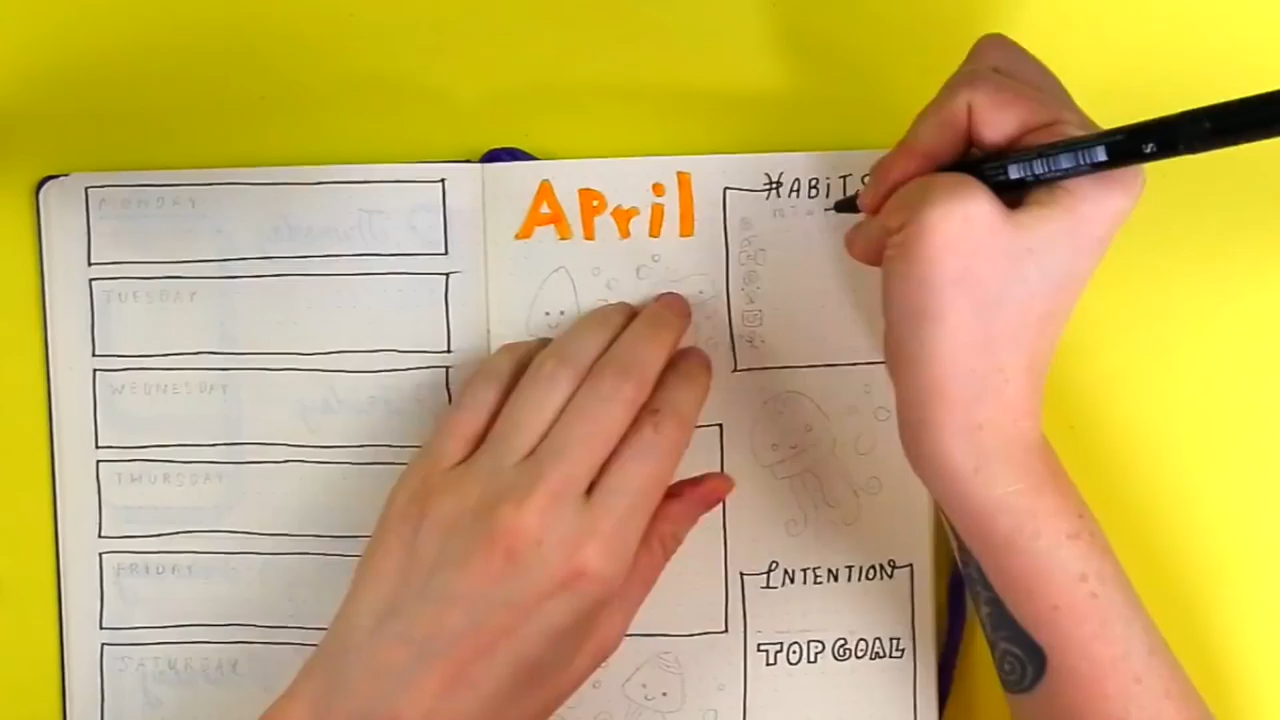 MONDAY
TUESDAY
WEDNESDAY
THURSDAY
FRIDAY
SATURDAY
April
HABITS
INTENTION
TOP GOAL